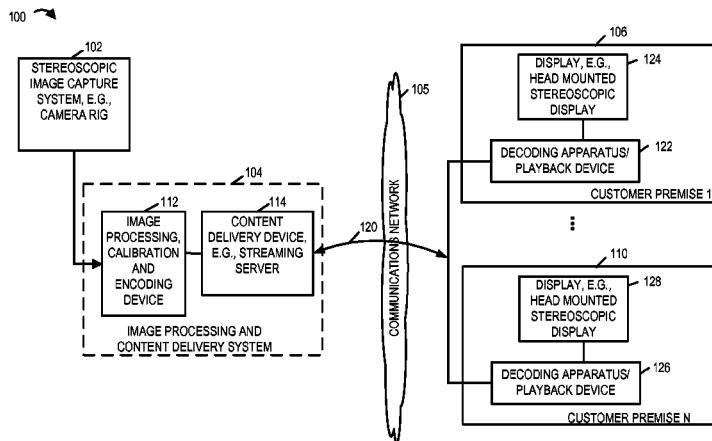 100
102
STEREOSCOPIC
IMAGE CAPTURE
SYSTEM, E.G.,
CAMERA RIG
104
112
IMAGE
PROCESSING,
CALIBRATION
AND
ENCODING
DEVICE
114
CONTENT
DELIVERY DEVICE,
E.G., STREAMING
SERVER
IMAGE PROCESSING AND
CONTENT DELIVERY SYSTEM
120
105
COMMUNICATIONS NETWORK
106
DISPLAY, E.G.,
HEAD MOUNTED
STEREOSCOPIC
DISPLAY
124
DECODING APPARATUS/
PLAYBACK DEVICE
122
CUSTOMER PREMISE 1
...
110
DISPLAY, E.G.,
HEAD MOUNTED
STEREOSCOPIC
DISPLAY
128
DECODING APPARATUS/
PLAYBACK DEVICE
126
CUSTOMER PREMISE N